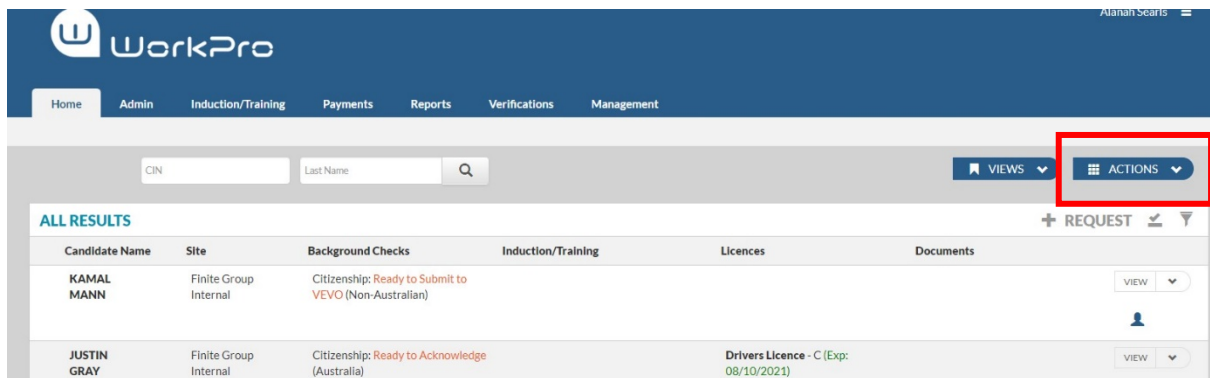 Alanah Searls
W WorkPro
Home Admin Induction/Training Payments Reports Verifications Management
CIN Last Name VIEWS ACTIONS
ALL RESULTS REQUEST
Candidate Name Site Background Checks Induction/Training Licences Documents
KAMAL Finite Group Citizenship: Ready to Submit to VIEW
MANN Internal VEVO (Non-Australian)
JUSTIN Finite Group Citizenship: Ready to Acknowledge Drivers Licence - C (Exp: VIEW
GRAY Internal (Australia) 08/10/2021)